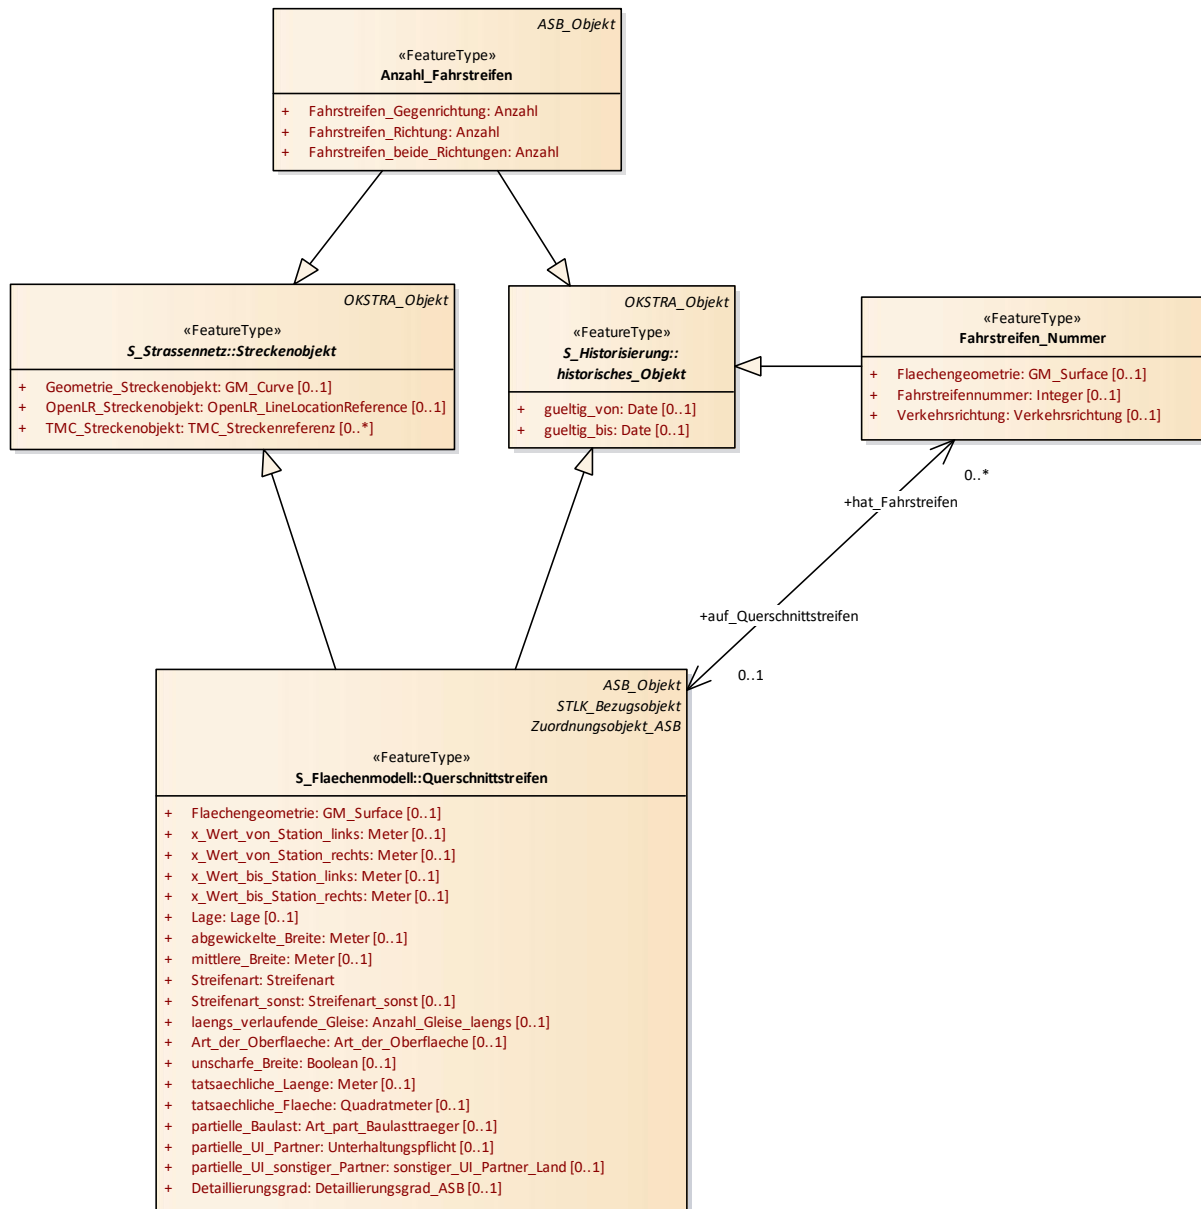 ASB_Objekt
«FeatureType»
Anzahl_Fahrstreifen
+ Fahrstreifen_Gegenrichtung: Anzahl
+ Fahrstreifen_Richtung: Anzahl
+ Fahrstreifen_beide_Richtungen: Anzahl
OKSTRA_Objekt
«FeatureType»
S_Strassennetz::Streckenobjekt
+ Geometrie_Streckenobjekt: GM_Curve [0..1]
+ OpenLR_Streckenobjekt: OpenLR_LineLocationReference [0..1]
+ TMC_Streckenobjekt: TMC_Streckenreferenz [0..*]
OKSTRA_Objekt
«FeatureType»
S_Historisierung::
historisches_Objekt
+ gueltig_von: Date [0..1]
+ gueltig_bis: Date [0..1]
«FeatureType»
Fahrstreifen_Nummer
+ Flaechengeometrie: GM_Surface [0..1]
+ Fahrstreifennummer: Integer [0..1]
+ Verkehrsrichtung: Verkehrsrichtung [0..1]
0..*
+hat_Fahrstreifen
+auf_Querschnittstreifen
0..1
ASB_Objekt
STLK_Bezugsobjekt
Zuordnungsobjekt_ASB
«FeatureType»
S_Flaechenmodell::Querschnittstreifen
+ Flaechengeometrie: GM_Surface [0..1]
+ x_Wert_von_Station_links: Meter [0..1]
+ x_Wert_von_Station_rechts: Meter [0..1]
+ x_Wert_bis_Station_links: Meter [0..1]
+ x_Wert_bis_Station_rechts: Meter [0..1]
+ Lage: Lage [0..1]
+ abgewickelte_Breite: Meter [0..1]
+ mittlere_Breite: Meter [0..1]
+ Streifenart: Streifenart
+ Streifenart_sonst: Streifenart_sonst [0..1]
+ laengs_verlaufende_Gleise: Anzahl_Gleise_laengs [0..1]
+ Art_der_Oberflaeche: Art_der_Oberflaeche [0..1]
+ unscharfe_Breite: Boolean [0..1]
+ tatsaechliche_Laenge: Meter [0..1]
+ tatsaechliche_Flaeche: Quadratmeter [0..1]
+ partielle_Baulast: Art_part_Baulasttraeger [0..1]
+ partielle_UI_Partner: Unterhaltungspflicht [0..1]
+ partielle_UI_sonstiger_Partner: sonstiger_UI_Partner_Land [0..1]
+ Detaillierungsgrad: Detaillierungsgrad_ASB [0..1]